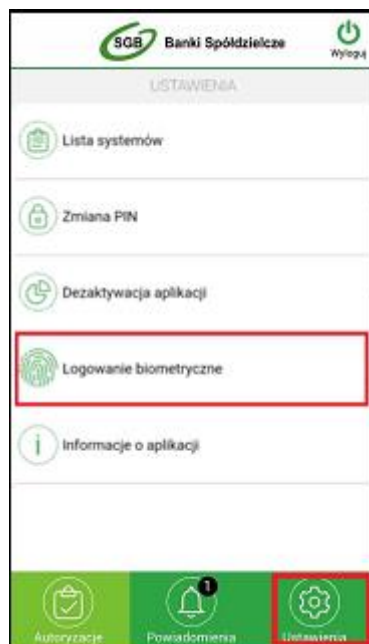 SGB Banki Spółdzielcze
Wyloguj
USTAWIENIA
Lista systemów
Zmiana PIN
Dezaktywacja aplikacji
Logowanie biometryczne
i Informacje o aplikacji
1
Autoryzacje Powiadomienia Ustawienia